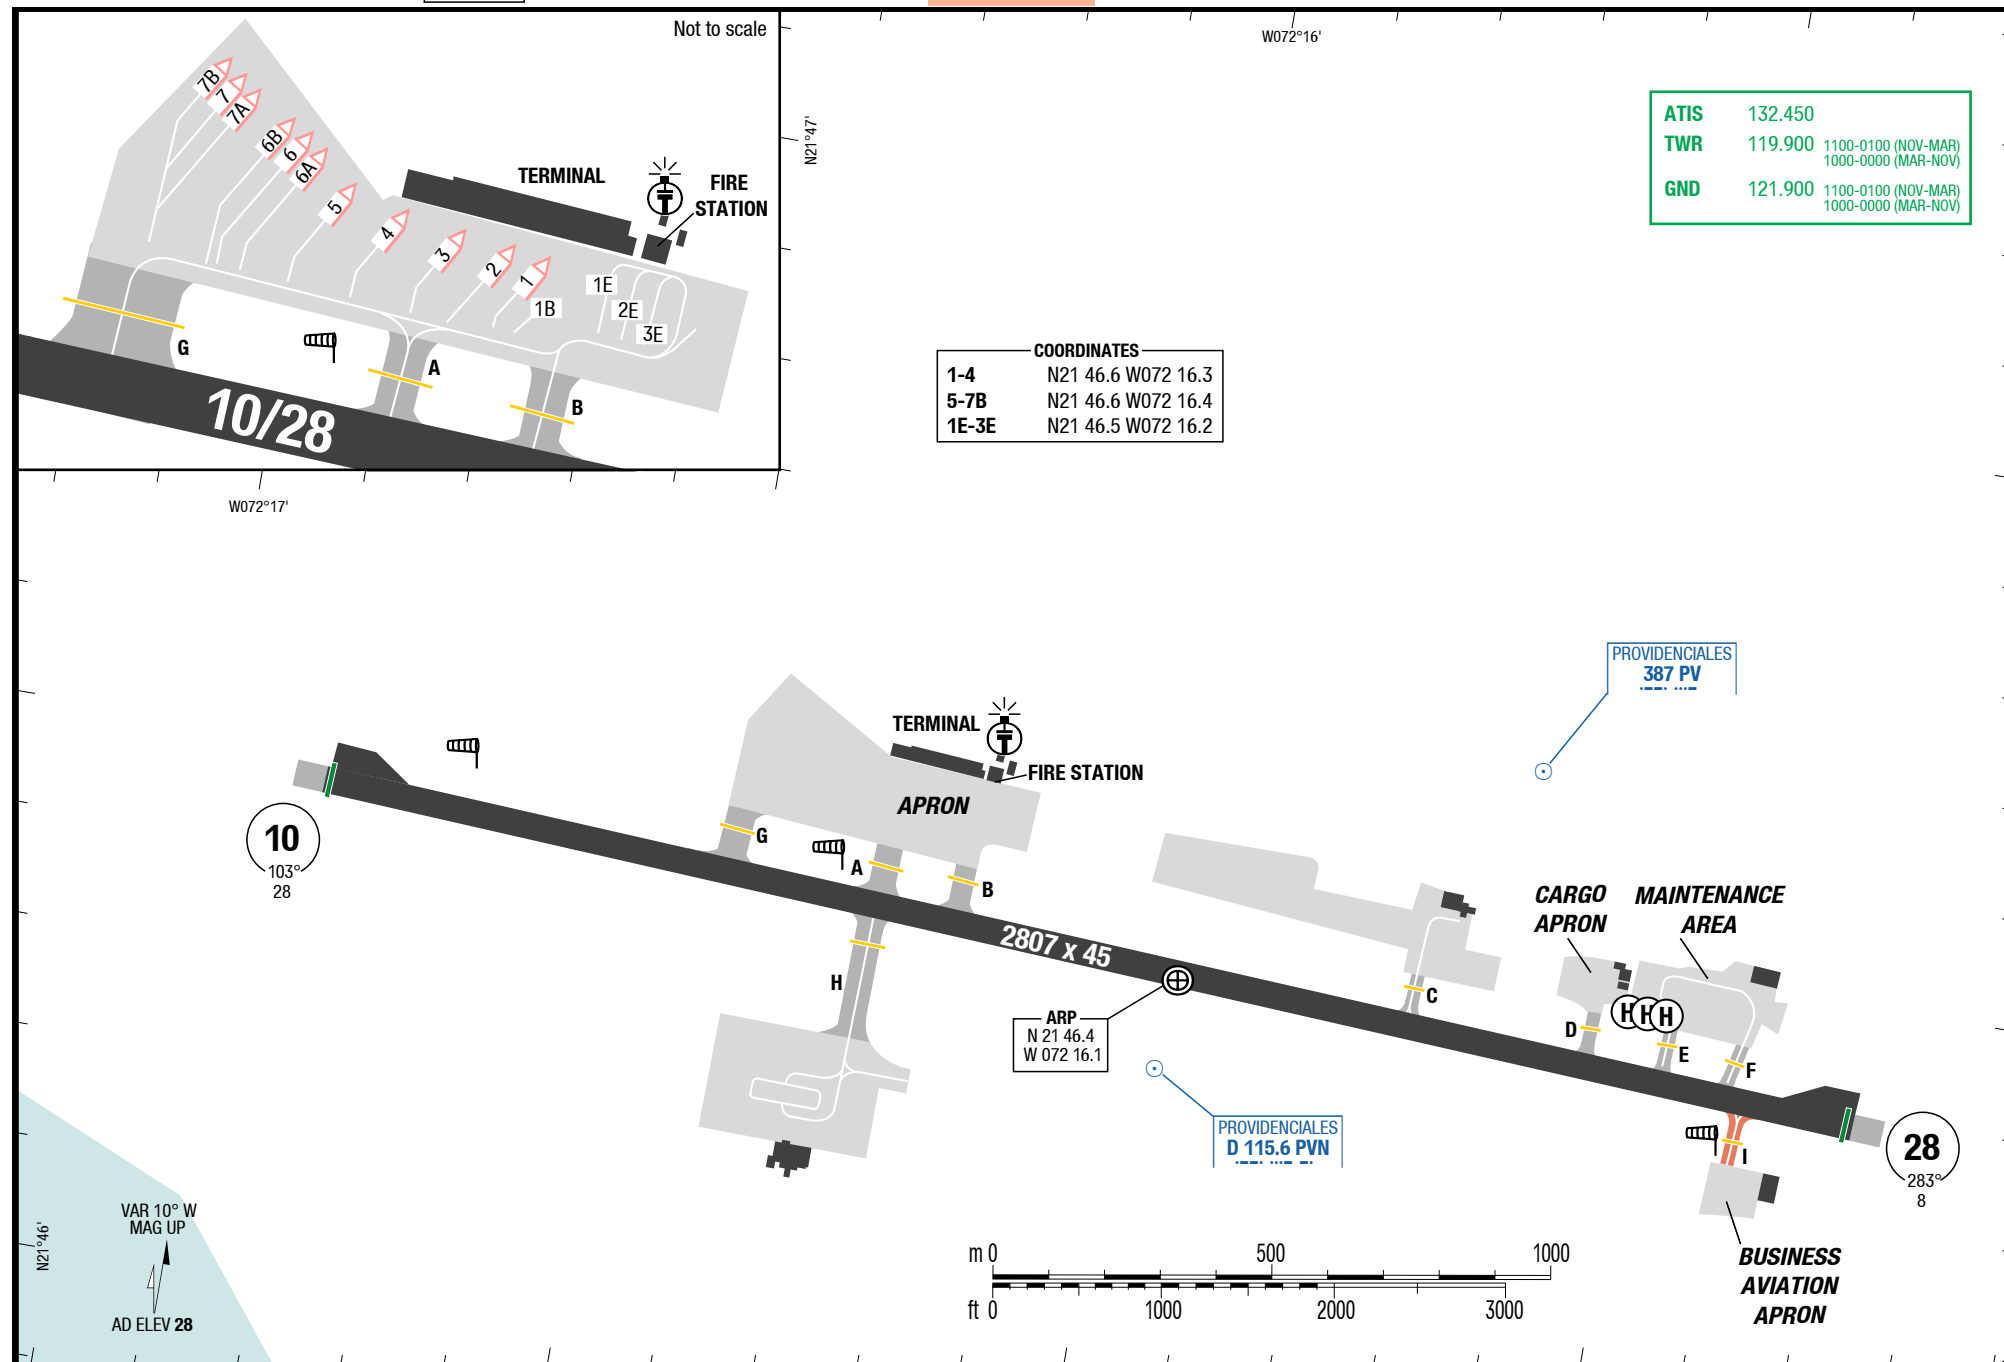 Not to scale
W072°16'
7B
7
7A
6B
6
6A
5
4
3
2
1
1B
1E
2E
3E
TERMINAL
FIRE
STATION
N21°47'
G
A
B
10/28
ATIS 132.450
TWR 119.900 1100-0100 (NOV-MAR)
1000-0000 (MAR-NOV)
GND 121.900 1100-0100 (NOV-MAR)
1000-0000 (MAR-NOV)
COORDINATES
1-4 N21 46.6 W072 16.3
5-7B N21 46.6 W072 16.4
1E-3E N21 46.5 W072 16.2
W072°17'
PROVIDENCIALES
387 PV
TERMINAL
FIRE STATION
APRON
10
103°
28
G
A
B
H
2807 x 45
ARP
N 21 46.4
W 072 16.1
C
CARGO
APRON
MAINTENANCE
AREA
H
H
H
D
E
F
I
PROVIDENCIALES
D 115.6 PVN
28
283°
8
BUSINESS
AVIATION
APRON
N21°46'
VAR 10° W
MAG UP
AD ELEV 28
m 0 500 1000
ft 0 1000 2000 3000